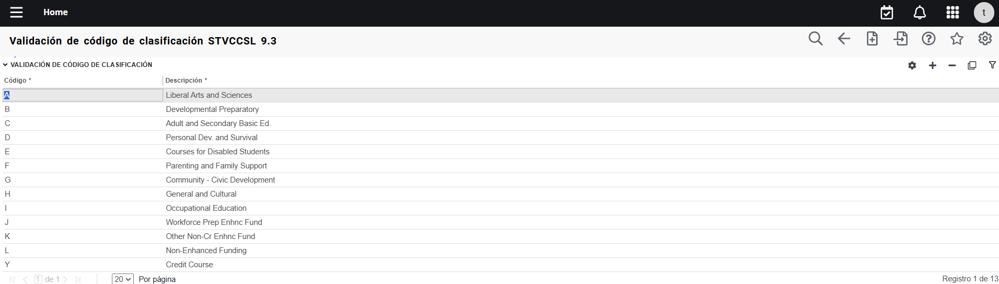 Home
t
Validación de código de clasificación STVCCSL 9.3
VALIDACIÓN DE CÓDIGO DE CLASIFICACIÓN
Código * Descripción *
A Liberal Arts and Sciences
B Developmental Preparatory
C Adult and Secondary Basic Ed.
D Personal Dev. and Survival
E Courses for Disabled Students
F Parenting and Family Support
G Community - Civic Development
H General and Cultural
I Occupational Education
J Workforce Prep Enhnc Fund
K Other Non-Cr Enhnc Fund
L Non-Enhanced Funding
Y Credit Course
1 de 1 20 Por página Registro 1 de 13